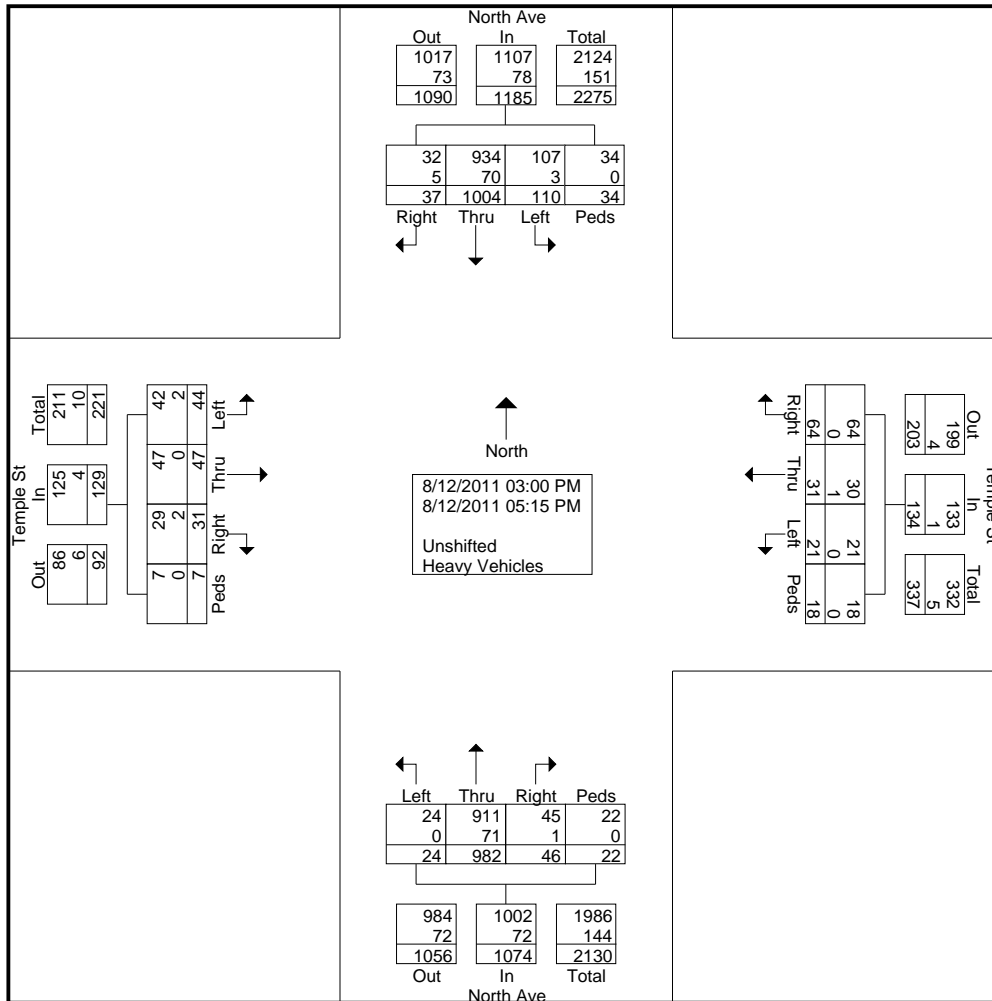 North Ave
Out In Total
1017 1107 2124
73 78 151
1090 1185 2275
32 934 107 34
5 70 3 0
37 1004 110 34
Right Thru Left Peds
Temple St
Total In Out
211 125 86
10 4 6
221 129 92
42 47 29 7
2 0 2 0
44 47 31 7
Left Thru Right Peds
North
8/12/2011 03:00 PM
8/12/2011 05:15 PM
Unshifted
Heavy Vehicles
Right Thru Left Peds
64 30 21 18
0 1 0 0
64 31 21 18
Out In Total
199 133 332
4 1 5
203 134 337
Temple St
Left Thru Right Peds
24 911 45 22
0 71 1 0
24 982 46 22
984 1002 1986
72 72 144
1056 1074 2130
Out In Total
North Ave